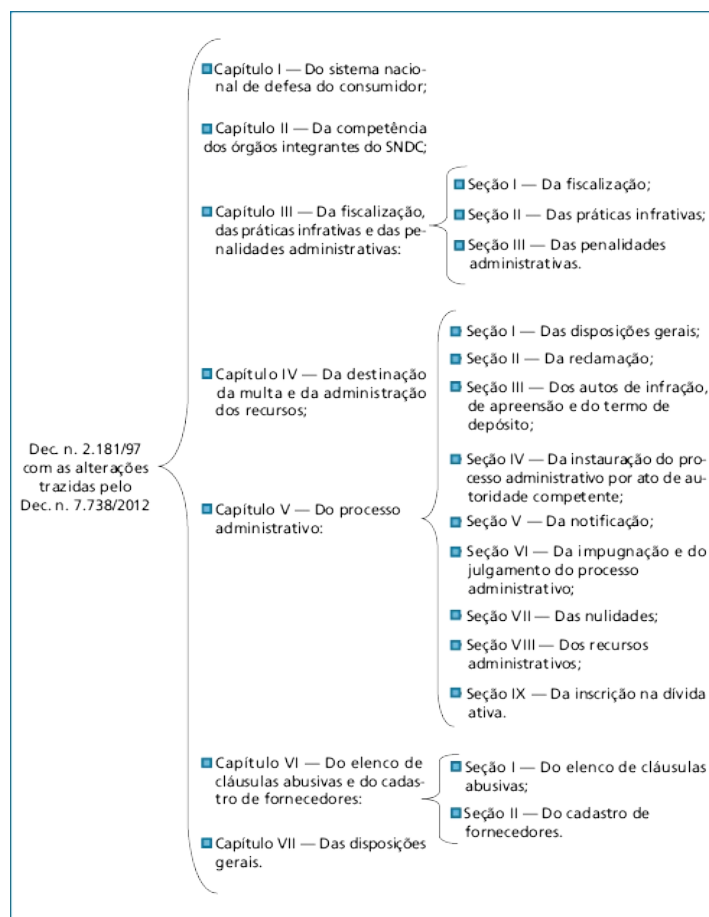 Dec. n. 2.181/97
com as alterações
trazidas pelo
Dec. n. 7.738/2012
Capítulo I — Do sistema nacio-
nal de defesa do consumidor;
Capítulo II — Da competência
dos órgãos integrantes do SNDC;
Capítulo III — Da fiscalização,
das práticas infrativas e das pe-
nalidades administrativas:
Seção I — Da fiscalização;
Seção II — Das práticas infrativas;
Seção III — Das penalidades
administrativas.
Capítulo IV — Da destinação
da multa e da administração
dos recursos;
Capítulo V — Do processo
administrativo:
Seção I — Das disposições gerais;
Seção II — Da reclamação;
Seção III — Dos autos de infração,
de apreensão e do termo de
depósito;
Seção IV — Da instauração do pro-
cesso administrativo por ato de au-
toridade competente;
Seção V — Da notificação;
Seção VI — Da impugnação e do
julgamento do processo
administrativo;
Seção VII — Das nulidades;
Seção VIII — Dos recursos
administrativos;
Seção IX — Da inscrição na dívida
ativa.
Capítulo VI — Do elenco de
cláusulas abusivas e do cadas-
tro de fornecedores:
Seção I — Do elenco de cláusulas
abusivas;
Seção II — Do cadastro de
fornecedores.
Capítulo VII — Das disposições
gerais.